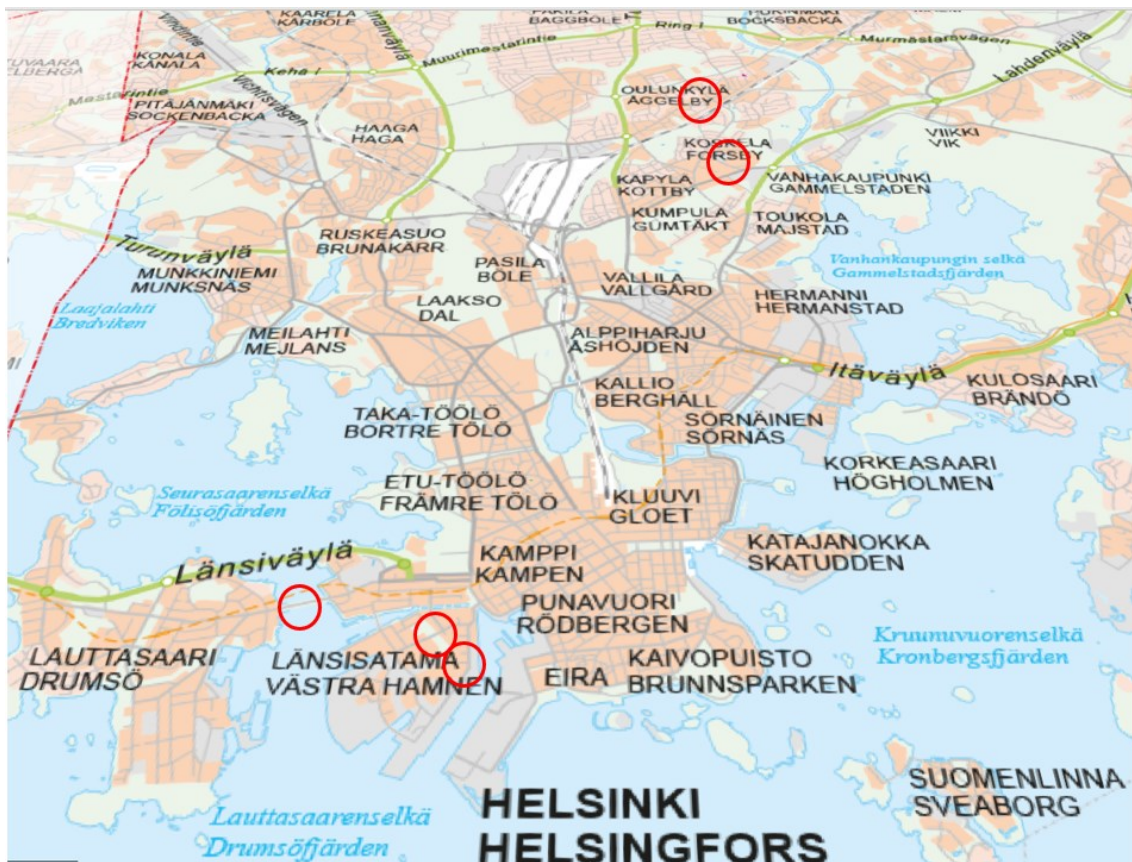 PAKILA
BAGGBÖLE
Ring I
BOCKSBACKA
KAARELA
KÅRBÖLE
KONALA
KÅNALA
Vichtisvägen
Kehä I
Muurimestarintie
Murmästarsvägen
Lahdenväylä
Mestarintie
PITÄJÄNMÄKI
SOCKENBACKA
HAAGA
HAGA
OULUNKYLÄ
ÅGGELBY
KOSKELA
FORSBY
VIIKKI
VIK
KÄPYLÄ
KOTTBY
VANHAKAUPUNKI
GAMMELSTADEN
KUMPULA
GUMTÄKT
TOUKOLA
MAJSTAD
RUSKEASUO
BRUNAKÄRR
Turunväylä
MUNKKINIEMI
MUNKSNÄS
PASILA
BÖLE
VALLILA
VALLGÅRD
Vanhankaupungin selkä
Gammelstadsfjärden
LAAKSO
DAL
HERMANNI
HERMANSTAD
Laajalahti
Bredviken
MEILAHTI
MEJLANS
ALPPIHARJU
ÅSHÖJDEN
Itäväylä
KULOSAARI
BRÄNDÖ
KALLIO
BERGHÄLL
TAKA-TÖÖLÖ
BORTRE TÖLÖ
SÖRNÄINEN
SÖRNÄS
KORKEASAARI
HÖGHOLMEN
ETU-TÖÖLÖ
FRÄMRE TÖLÖ
Seurasaarenselkä
Fölisöfjärden
KLUUVI
GLOET
Länsiväylä
KAMPPI
KAMPEN
KATAJANOKKA
SKATUDDEN
PUNAVUORI
RÖDBERGEN
Kruunuvuorenselkä
Kronbergsfjärden
LAUTTASAARI
DRUMSÖ
LÄNSISATAMA
VÄSTRA HAMNEN
EIRA
KAIVOPUISTO
BRUNNSPARKEN
SUOMENLINNA
SVEABORG
HELSINKI
HELSINGFORS
Lauttasaarenselkä
Drumsöfjärden